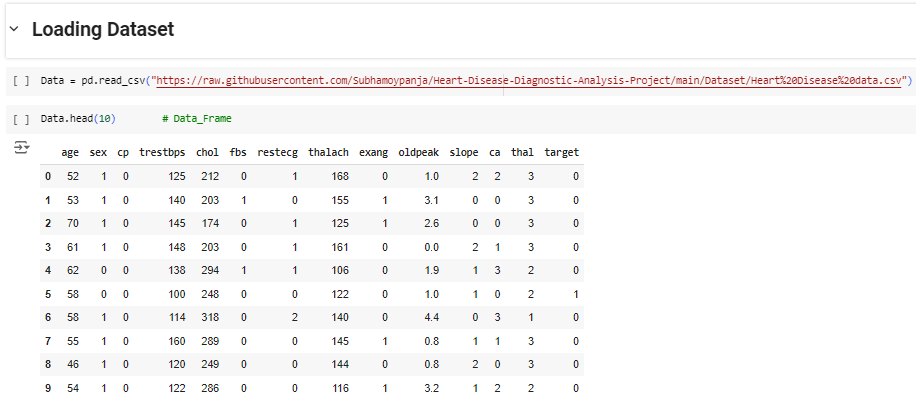 Loading Dataset
[ ] Data = pd.read_csv("https://raw.githubusercontent.com/Subhamoypanja/Heart-Disease-Diagnostic-Analysis-Project/main/Dataset/Heart%20Disease%20data.csv")
[ ] Data.head(10) # Data_Frame
age sex cp trestbps chol fbs restecg thalach exang oldpeak slope ca thal target
0 52 1 0 125 212 0 1 168 0 1.0 2 2 3 0
1 53 1 0 140 203 1 0 155 1 3.1 0 0 3 0
2 70 1 0 145 174 0 1 125 1 2.6 0 0 3 0
3 61 1 0 148 203 0 1 161 0 0.0 2 1 3 0
4 62 0 0 138 294 1 1 106 0 1.9 1 3 2 0
5 58 0 0 100 248 0 0 122 0 1.0 1 0 2 1
6 58 1 0 114 318 0 2 140 0 4.4 0 3 1 0
7 55 1 0 160 289 0 0 145 1 0.8 1 1 3 0
8 46 1 0 120 249 0 0 144 0 0.8 2 0 3 0
9 54 1 0 122 286 0 0 116 1 3.2 1 2 2 0